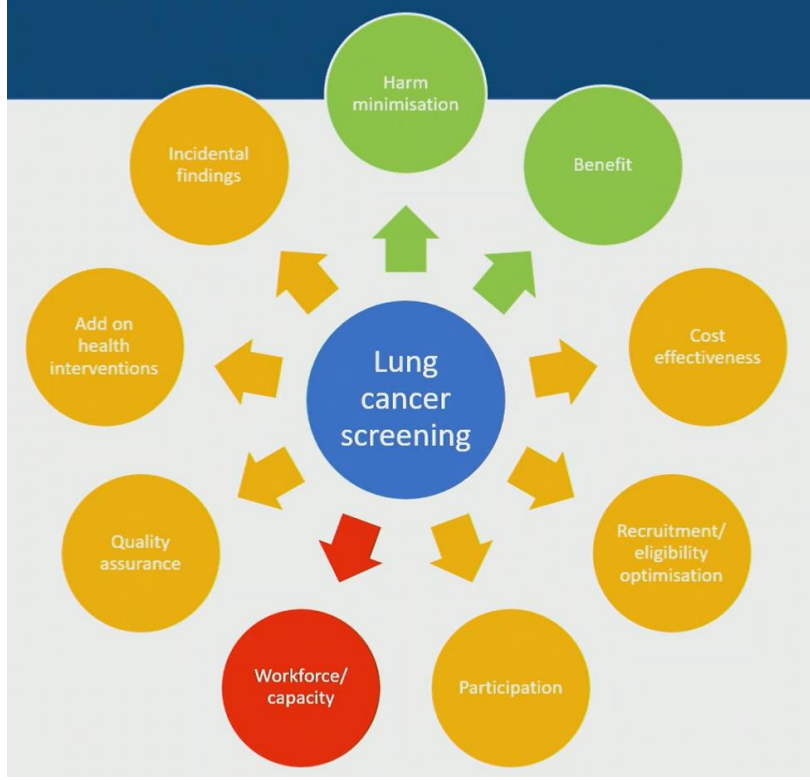 Harm
minimisation
Benefit
Cost
effectiveness
Recruitment/
eligibility
optimisation
Participation
Workforce/
capacity
Quality
assurance
Add on
health
interventions
Incidental
findings
Lung
cancer
screening